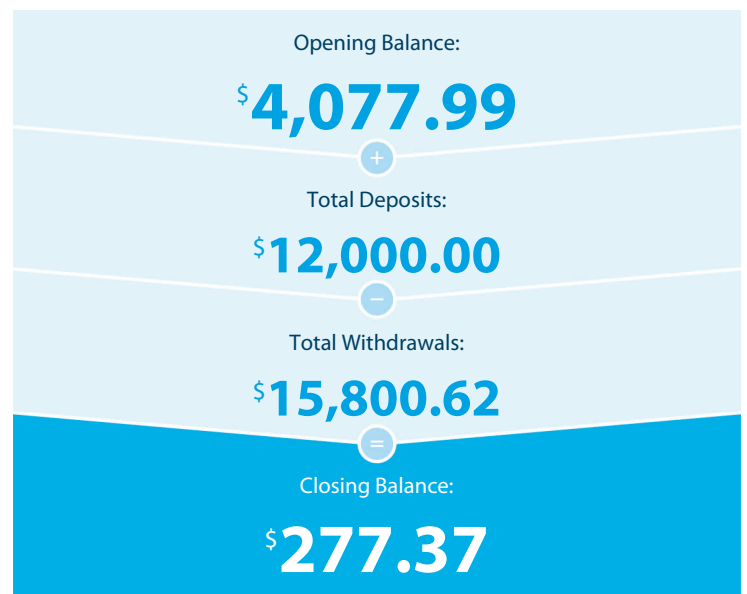 Opening Balance:
$4,077.99
+
Total Deposits:
$12,000.00
−
Total Withdrawals:
$15,800.62
=
Closing Balance:
$277.37